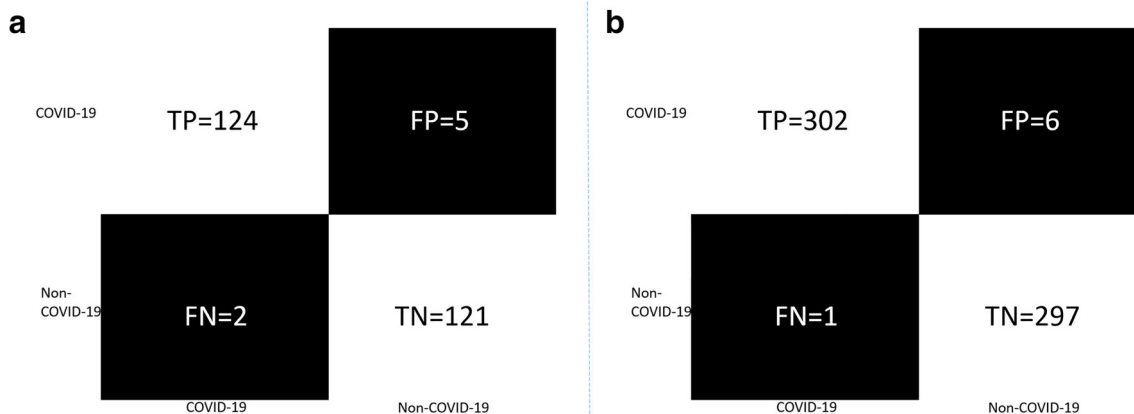 a
COVID-19
TP=124
FP=5
Non-
COVID-19
FN=2
TN=121
COVID-19
Non-COVID-19
b
COVID-19
TP=302
FP=6
Non-
COVID-19
FN=1
TN=297
COVID-19
Non-COVID-19